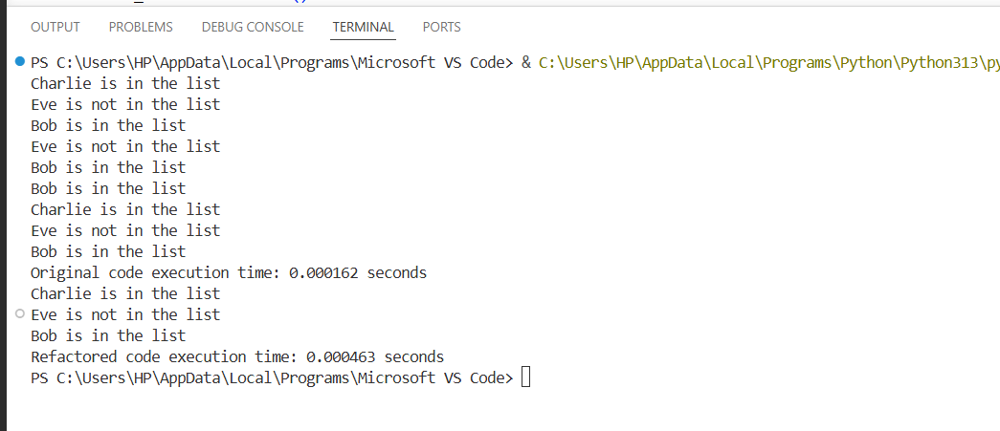 OUTPUT PROBLEMS DEBUG CONSOLE TERMINAL PORTS
PS C:\Users\HP\AppData\Local\Programs\Microsoft VS Code> & C:\Users\HP\AppData\Local\Programs\Python\Python313\py
Charlie is in the list
Eve is not in the list
Bob is in the list
Eve is not in the list
Bob is in the list
Bob is in the list
Charlie is in the list
Eve is not in the list
Bob is in the list
Original code execution time: 0.000162 seconds
Charlie is in the list
Eve is not in the list
Bob is in the list
Refactored code execution time: 0.000463 seconds
PS C:\Users\HP\AppData\Local\Programs\Microsoft VS Code>